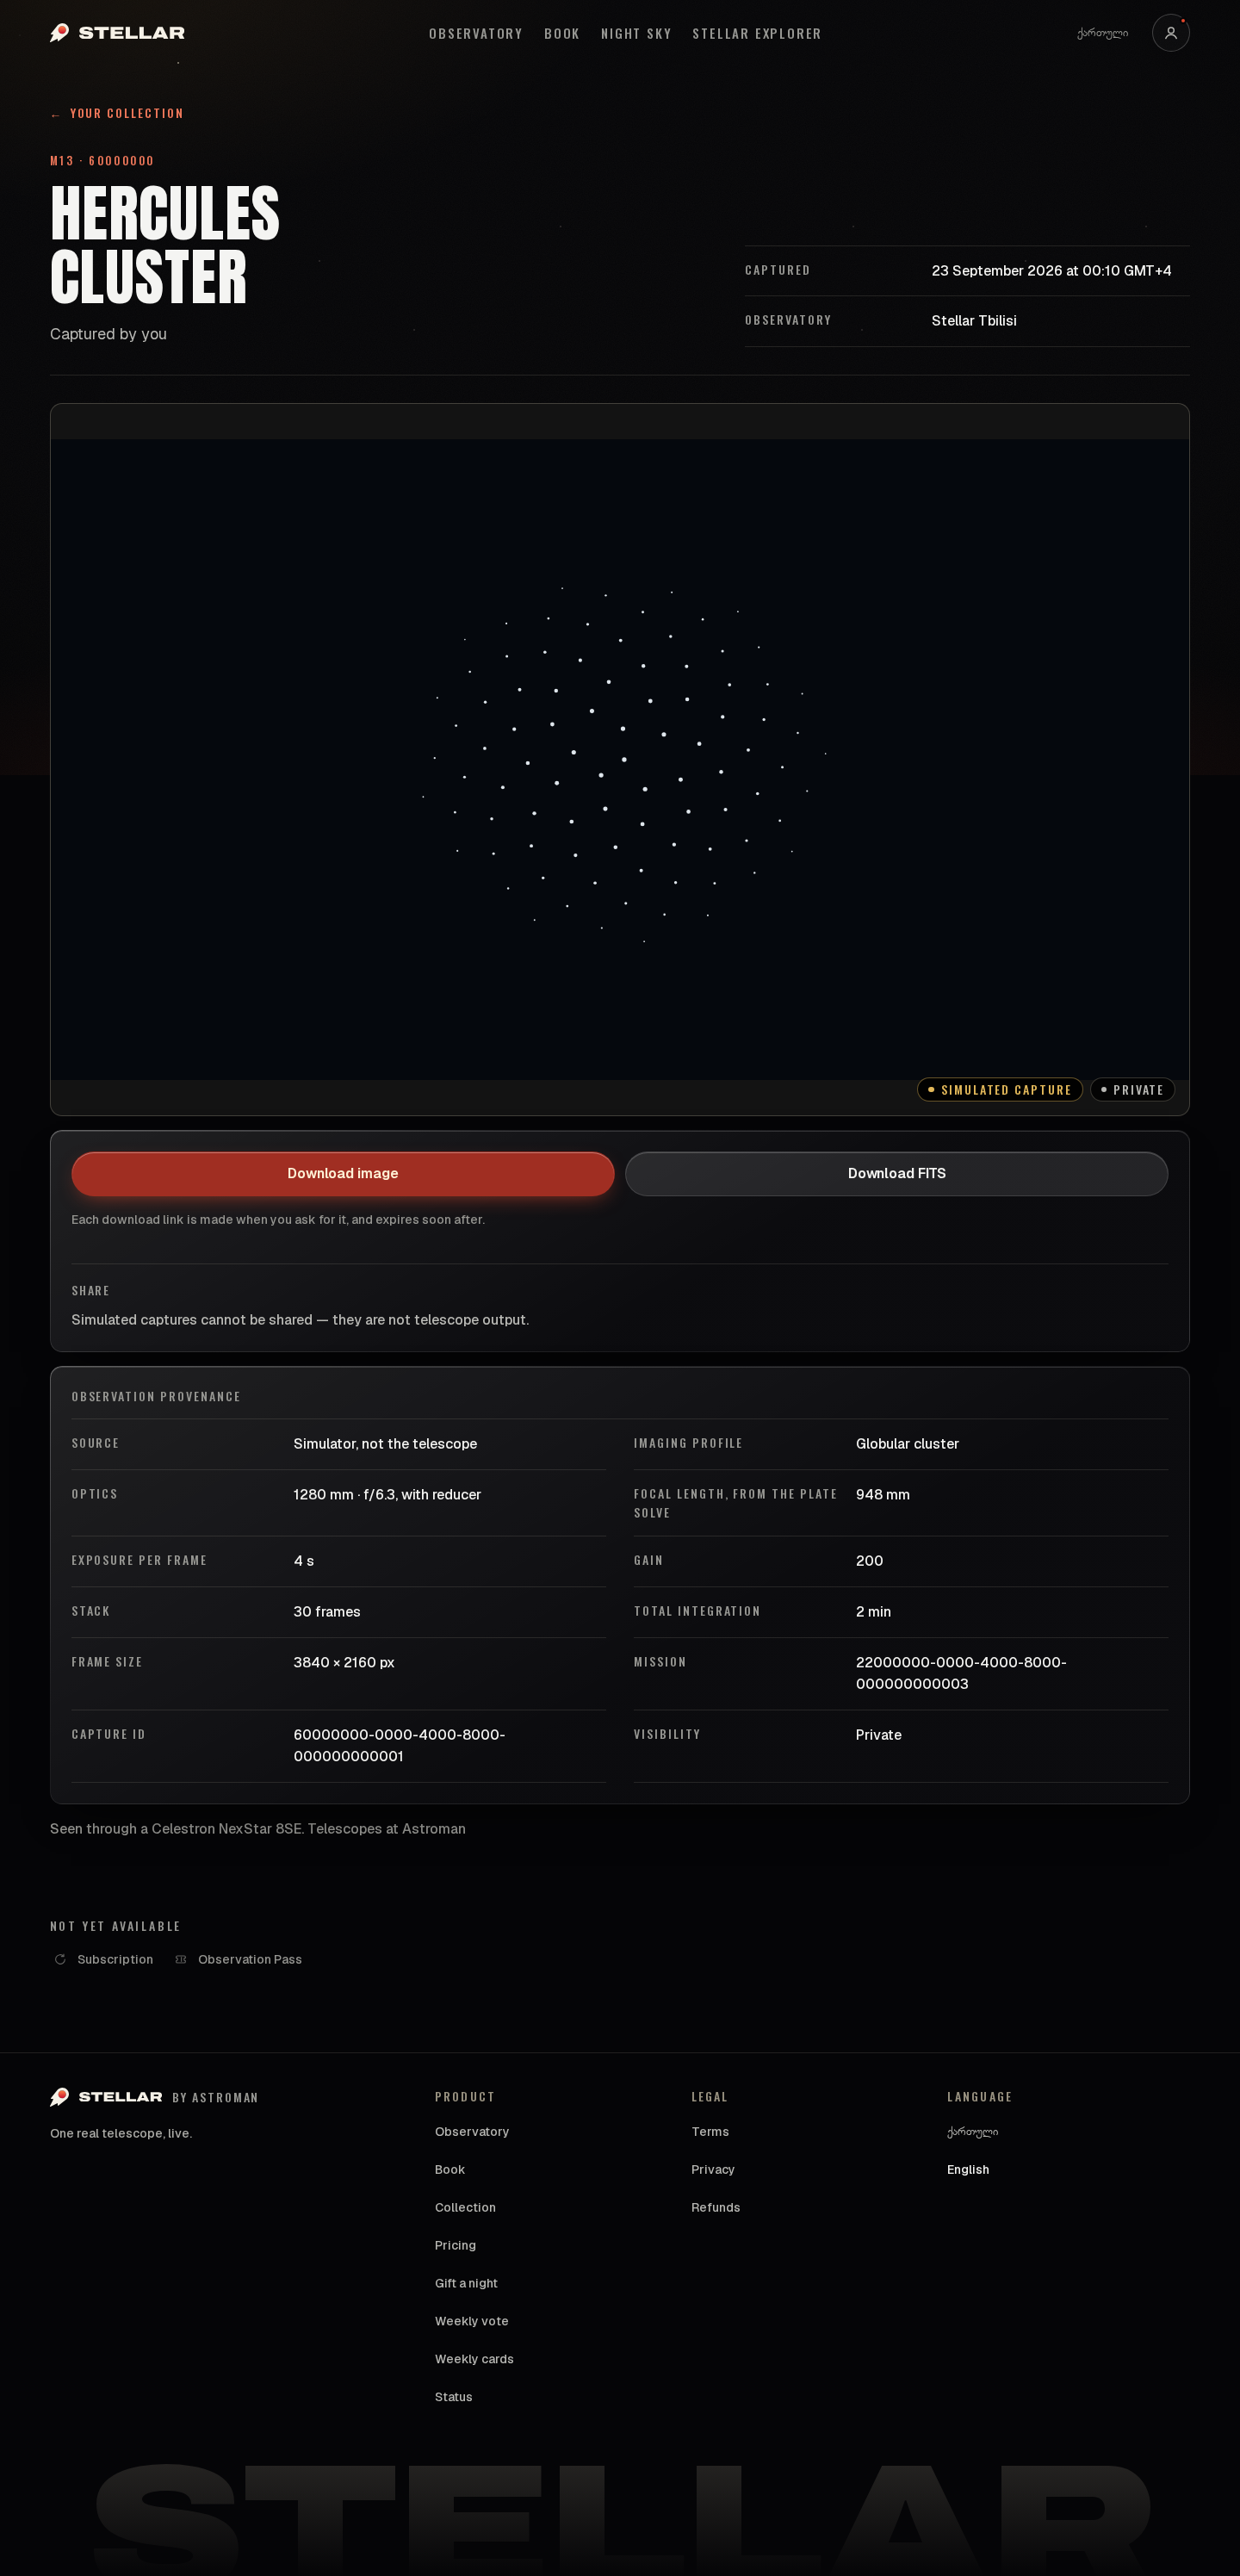 STELLAR
OBSERVATORY BOOK NIGHT SKY STELLAR EXPLORER
ქართული
← YOUR COLLECTION
M13 · 60000000
HERCULES
CLUSTER
Captured by you
CAPTURED 23 September 2026 at 00:10 GMT+4
OBSERVATORY Stellar Tbilisi
SIMULATED CAPTURE PRIVATE
Download image Download FITS
Each download link is made when you ask for it, and expires soon after.
SHARE
Simulated captures cannot be shared — they are not telescope output.
OBSERVATION PROVENANCE
SOURCE Simulator, not the telescope IMAGING PROFILE Globular cluster
OPTICS 1280 mm · f/6.3, with reducer FOCAL LENGTH, FROM THE PLATE 948 mm
SOLVE
EXPOSURE PER FRAME 4 s GAIN 200
STACK 30 frames TOTAL INTEGRATION 2 min
FRAME SIZE 3840 × 2160 px MISSION 22000000-0000-4000-8000-
000000000003
CAPTURE ID 60000000-0000-4000-8000- VISIBILITY Private
000000000001
Seen through a Celestron NexStar 8SE. Telescopes at Astroman
NOT YET AVAILABLE
Subscription Observation Pass
STELLAR BY ASTROMAN
One real telescope, live.
PRODUCT
Observatory
Book
Collection
Pricing
Gift a night
Weekly vote
Weekly cards
Status
LEGAL
Terms
Privacy
Refunds
LANGUAGE
ქართული
English
STELLAR